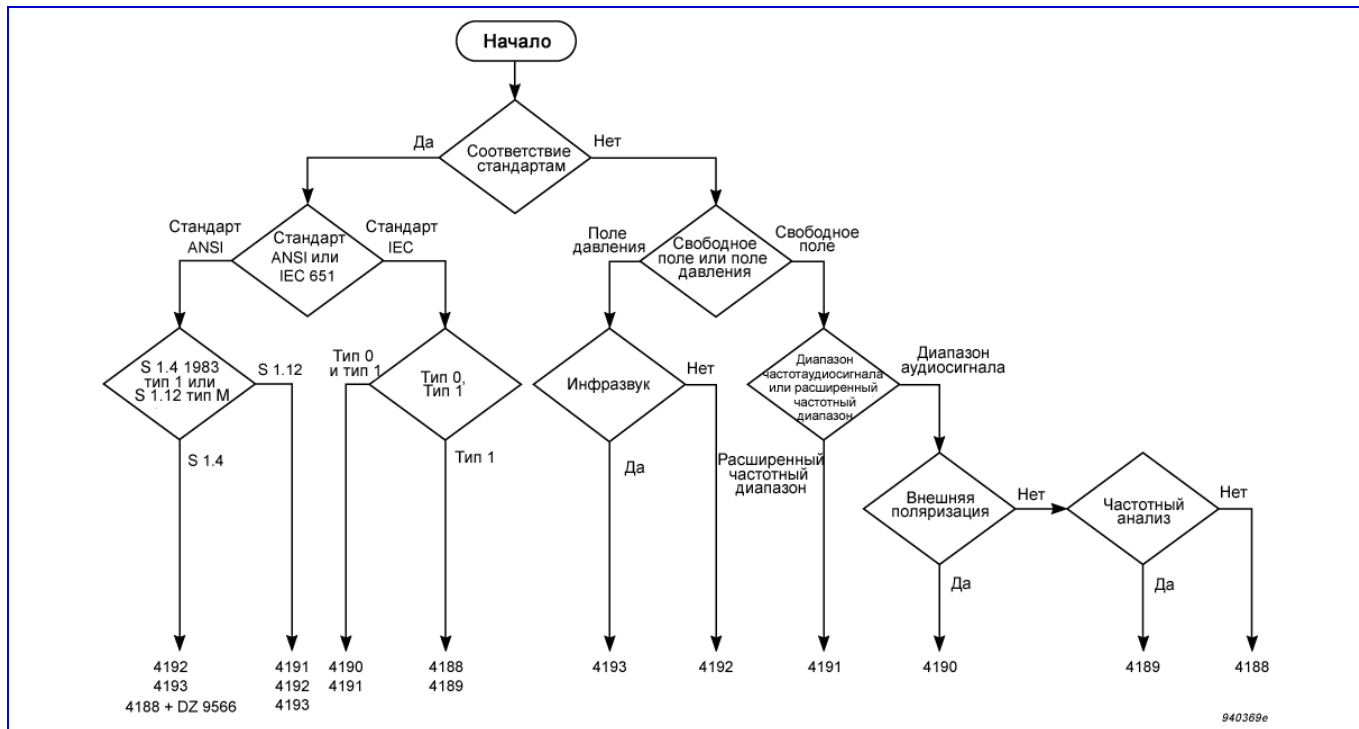 Начало
Да
Нет
Соответствие
стандартам
Стандарт
ANSI
Стандарт
ANSI или
IEC 651
Стандарт
IEC
Поле
давления
Свободное
поле или поле
давления
Свободное
поле
S 1.4 1983
тип 1 или
S 1.12 тип M
S 1.12
S 1.4
Тип 0
и тип 1
Тип 0,
Тип 1
Тип 1
Инфразвук
Нет
Да
Расширенный
частотный
диапазон
Диапазон
частотаудиосигнала
или расширенный
частотный
диапазон
Диапазон
аудиосигнала
Внешняя
поляризация
Нет
Да
Частотный
анализ
Нет
Да
4192
4193
4188 + DZ 9566
4191
4192
4193
4190
4191
4188
4189
4193
4192
4191
4190
4189
4188
940369e